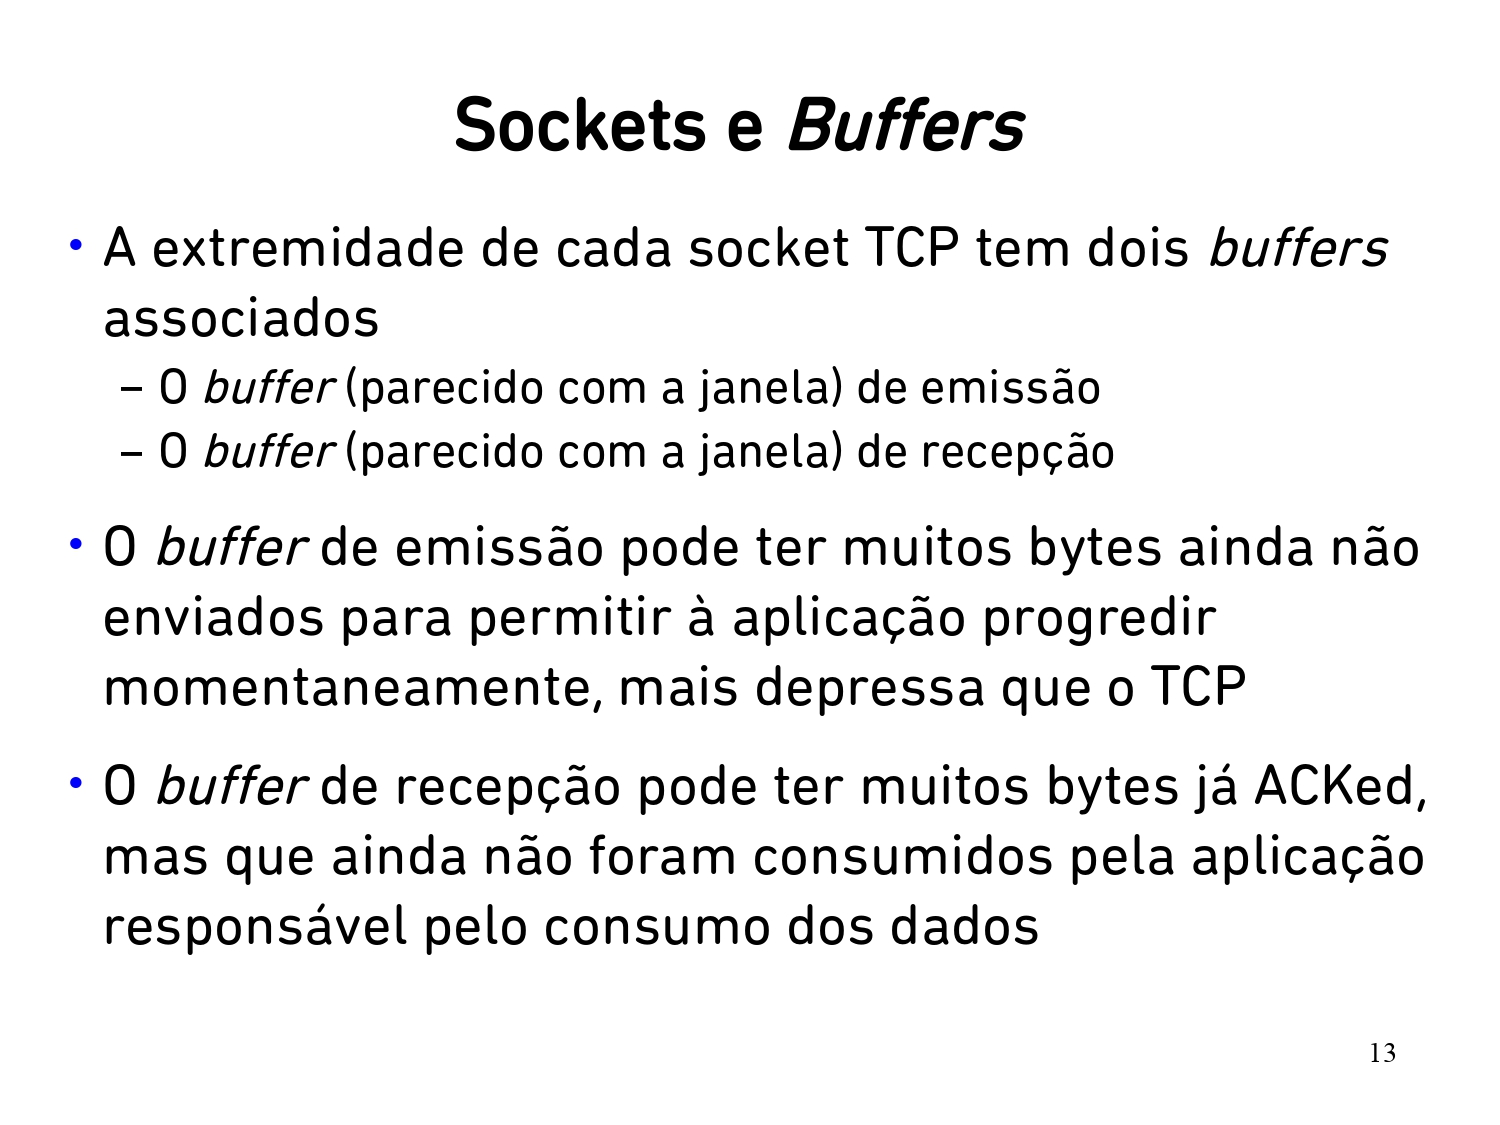 Sockets e Buffers
• A extremidade de cada socket TCP tem dois buffers
associados
– O buffer (parecido com a janela) de emissão
– O buffer (parecido com a janela) de recepção
• O buffer de emissão pode ter muitos bytes ainda não
enviados para permitir à aplicação progredir
momentaneamente, mais depressa que o TCP
• O buffer de recepção pode ter muitos bytes já ACKed,
mas que ainda não foram consumidos pela aplicação
responsável pelo consumo dos dados
13